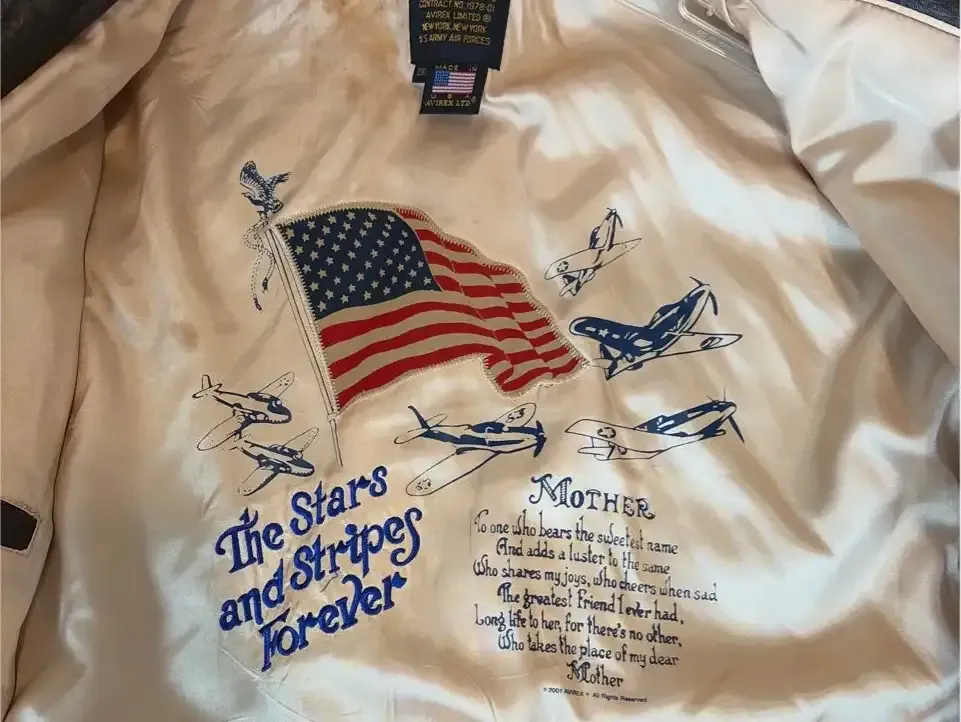 CONTRACT NO. 1978-01
AVIREX LIMITED ®
NEW YORK, NEW YORK
U S ARMY AIR FORCES
MADE IN
U S A
AVIREX LTD.®
The Stars
and Stripes
Forever
MOTHER
To one who bears the sweetest name
And adds a luster to the same
Who shares my joys, who cheers when sad
The greatest friend I ever had,
Long life to her, for there's no other,
Who takes the place of my dear
Mother
© 2001 AVIREX ® All Rights Reserved